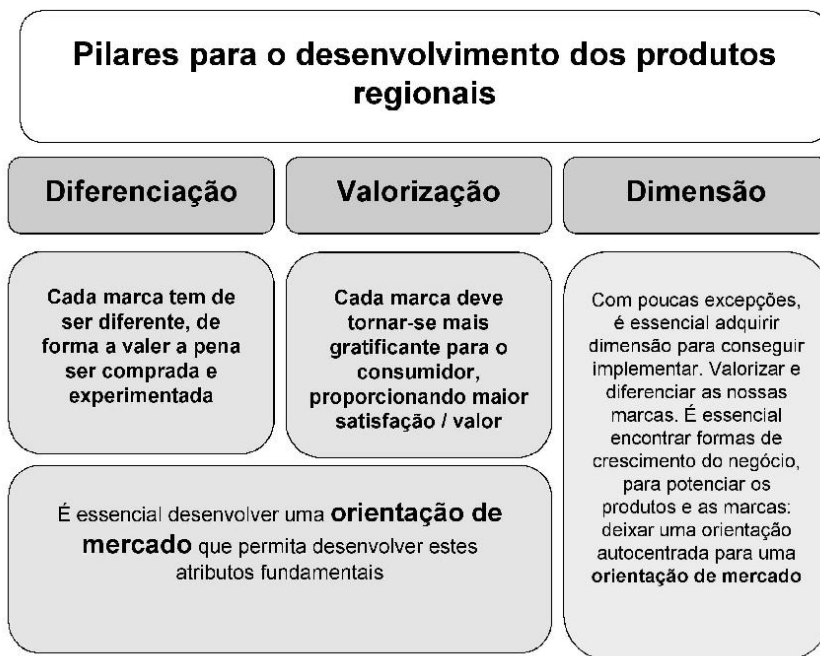 Pilares para o desenvolvimento dos produtos
regionais
Diferenciação
Valorização
Dimensão
Cada marca tem de
ser diferente, de
forma a valer a pena
ser comprada e
experimentada
Cada marca deve
tornar-se mais
gratificante para o
consumidor,
proporcionando maior
satisfação / valor
Com poucas excepções,
é essencial adquirir
dimensão para conseguir
implementar. Valorizar e
diferenciar as nossas
marcas. É essencial
encontrar formas de
crescimento do negócio,
para potenciar os
produtos e as marcas:
deixar uma orientação
autocentrada para uma
orientação de mercado
É essencial desenvolver uma orientação de
mercado que permita desenvolver estes
atributos fundamentais